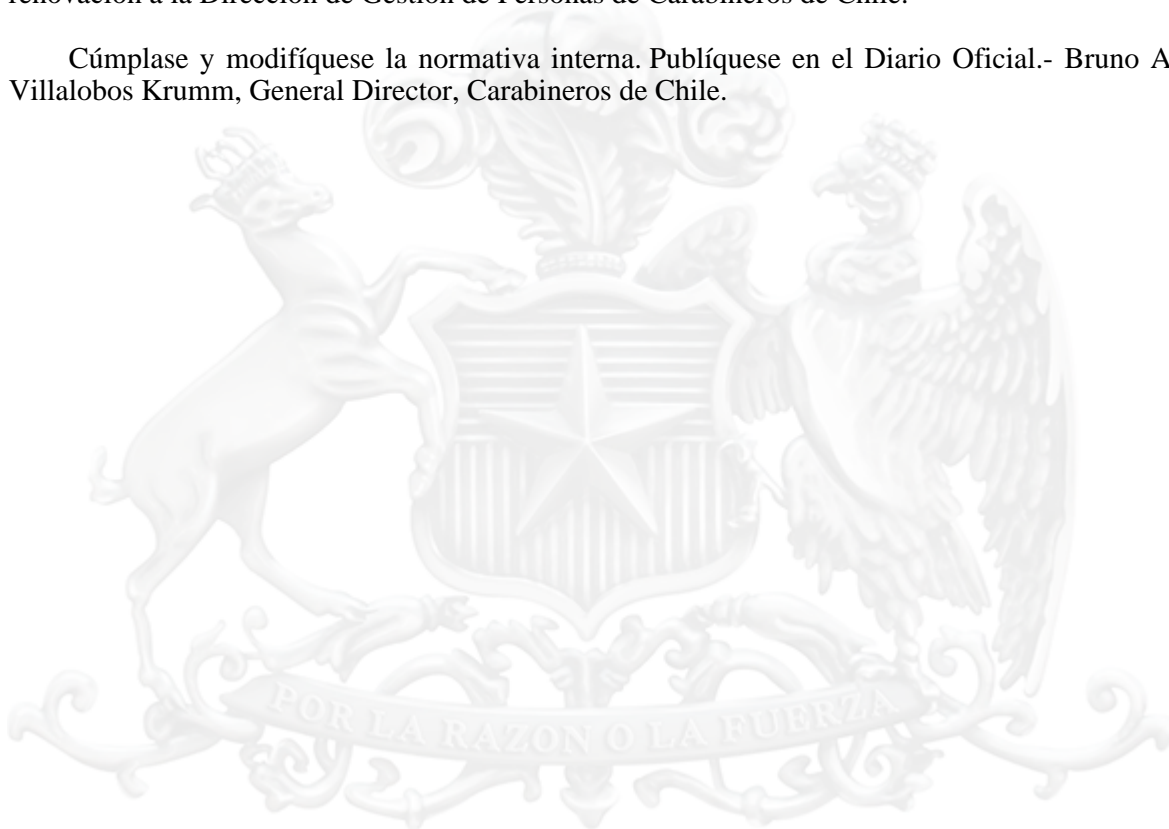 renovación a la Dirección de Gestión de Personas de Carabineros de Chile.
Cúmplase y modifíquese la normativa interna. Publíquese en el Diario Oficial.- Bruno A
Villalobos Krumm, General Director, Carabineros de Chile.
POR LA RAZON O LA FUERZA